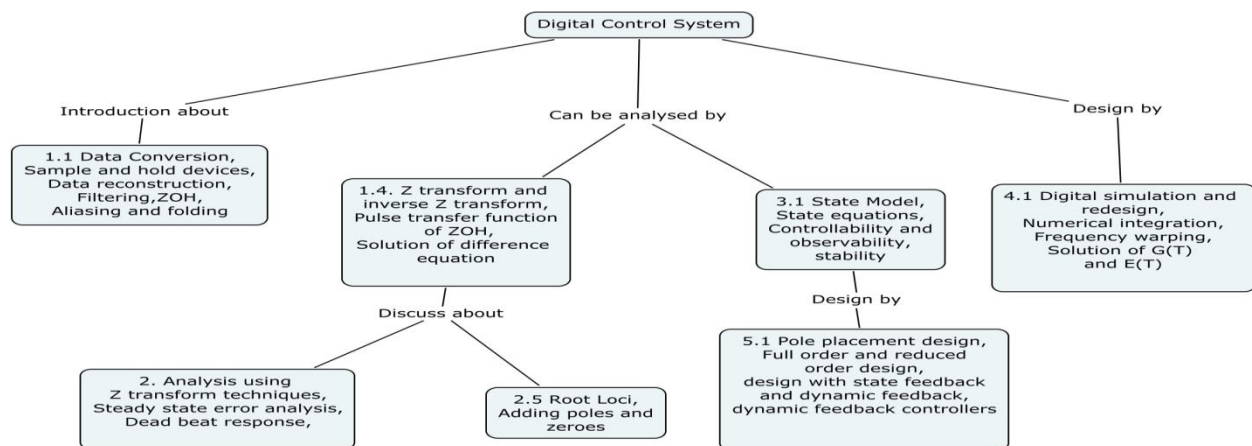 Digital Control System
Introduction about
Can be analysed by
Design by
1.1 Data Conversion,
Sample and hold devices,
Data reconstruction,
Filtering,ZOH,
Aliasing and folding
1.4. Z transform and
inverse Z transform,
Pulse transfer function
of ZOH,
Solution of difference
equation
3.1 State Model,
State equations,
Controllability and
observability,
stability
4.1 Digital simulation and
redesign,
Numerical integration,
Frequency warping,
Solution of G(T)
and E(T)
Discuss about
Design by
2. Analysis using
Z transform techniques,
Steady state error analysis,
Dead beat response,
2.5 Root Loci,
Adding poles and
zeroes
5.1 Pole placement design,
Full order and reduced
order design,
design with state feedback
and dynamic feedback,
dynamic feedback controllers